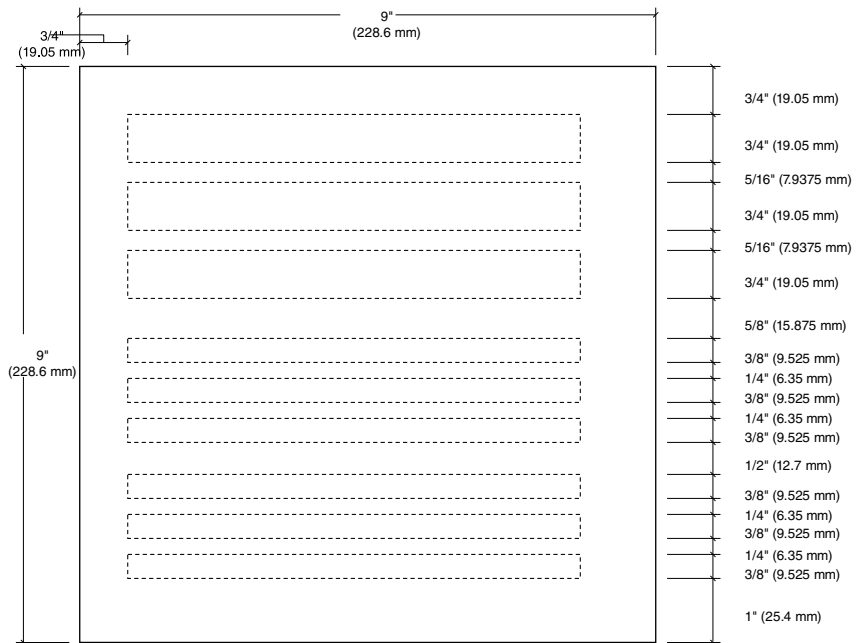 9"
(228.6 mm)
3/4"
(19.05 mm)
3/4" (19.05 mm)
3/4" (19.05 mm)
5/16" (7.9375 mm)
3/4" (19.05 mm)
5/16" (7.9375 mm)
3/4" (19.05 mm)
5/8" (15.875 mm)
9"
(228.6 mm)
3/8" (9.525 mm)
1/4" (6.35 mm)
3/8" (9.525 mm)
1/4" (6.35 mm)
3/8" (9.525 mm)
1/2" (12.7 mm)
3/8" (9.525 mm)
1/4" (6.35 mm)
3/8" (9.525 mm)
1/4" (6.35 mm)
3/8" (9.525 mm)
1" (25.4 mm)